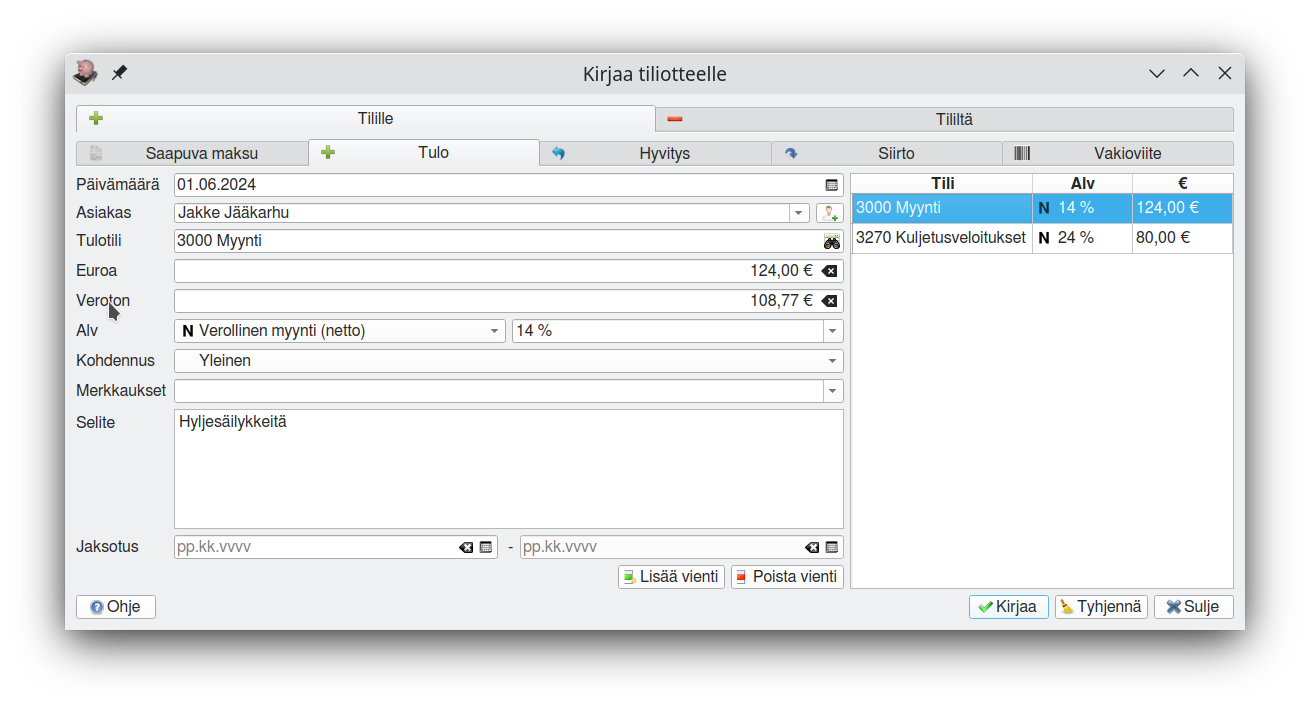 Kirjaa tiliotteelle
Tilille
Tililtä
Saapuva maksu
Tulo
Hyvitys
Siirto
Vakioviite
Päivämäärä 01.06.2024
Asiakas Jakke Jääkarhu
Tulotili 3000 Myynti
Euroa 124,00 €
Veroton 108,77 €
Alv N Verollinen myynti (netto) 14 %
Kohdennus Yleinen
Merkkaukset
Selite Hyljesäilykkeitä
Jaksotus pp.kk.vvvv - pp.kk.vvvv
Lisää vienti Poista vienti
Tili Alv €
3000 Myynti N 14 % 124,00 €
3270 Kuljetusveloitukset N 24 % 80,00 €
Ohje
Kirjaa Tyhjennä Sulje